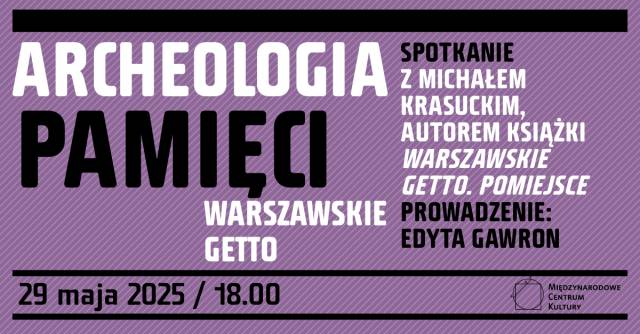 ARCHEOLOGIA
PAMIĘCI
WARSZAWSKIE
GETTO
SPOTKANIE
Z MICHAŁEM
KRASUCKIM,
AUTOREM KSIĄŻKI
WARSZAWSKIE
GETTO. POMIEJSCE
PROWADZENIE:
EDYTA GAWRON
29 maja 2025 / 18.00
MIĘDZYNARODOWE
CENTRUM
KULTURY